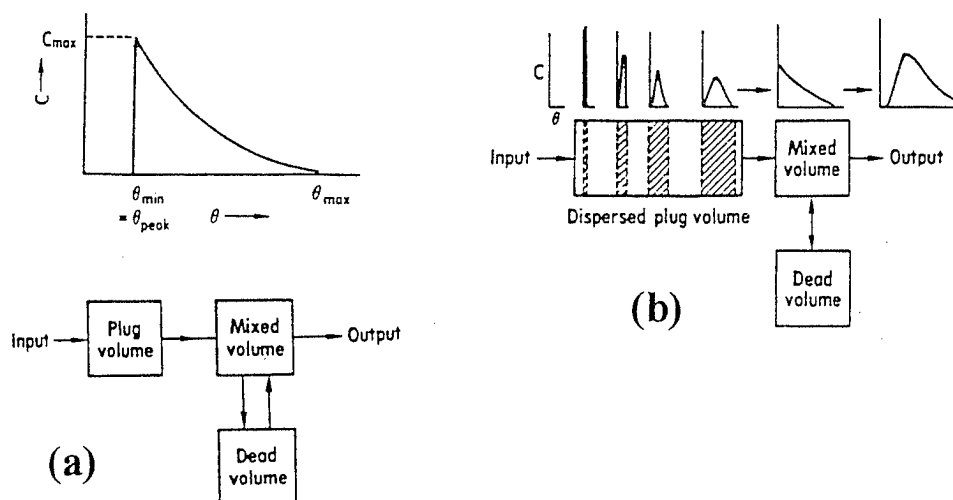 Cmax
C
θmin
= θpeak
θ
θmax
Input
Plug
volume
Mixed
volume
Output
Dead
volume
(a)
C
θ
Input
Mixed
volume
Output
Dispersed plug volume
Dead
volume
(b)